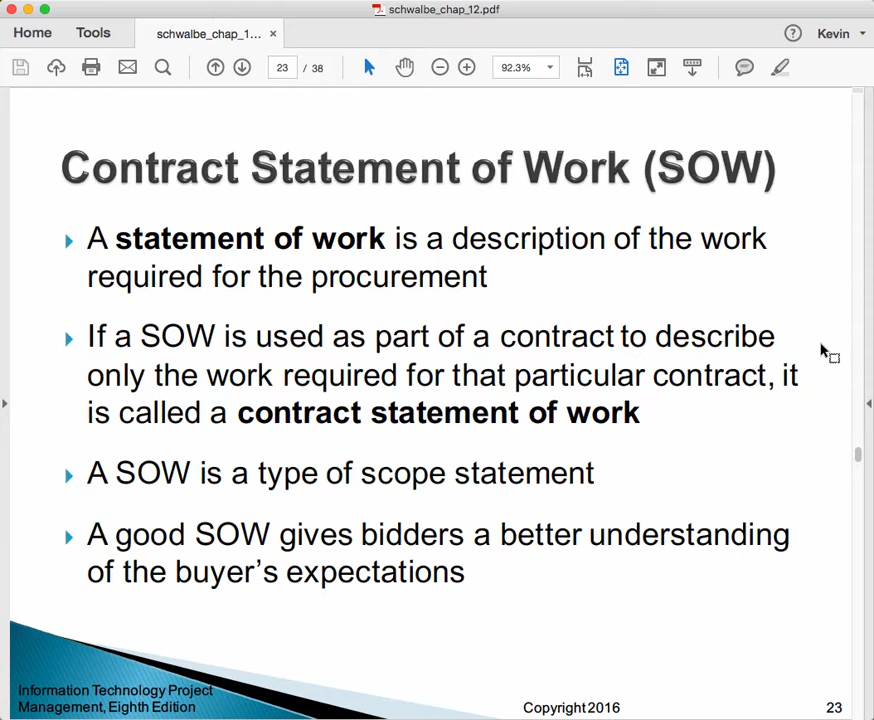 schwalbe_chap_12.pdf
Home Tools schwalbe_chap_1... × ? Kevin
23 / 38 92.3%
Contract Statement of Work (SOW)
A statement of work is a description of the work
required for the procurement
If a SOW is used as part of a contract to describe
only the work required for that particular contract, it
is called a contract statement of work
A SOW is a type of scope statement
A good SOW gives bidders a better understanding
of the buyer’s expectations
Information Technology Project
Management, Eighth Edition
Copyright 2016
23